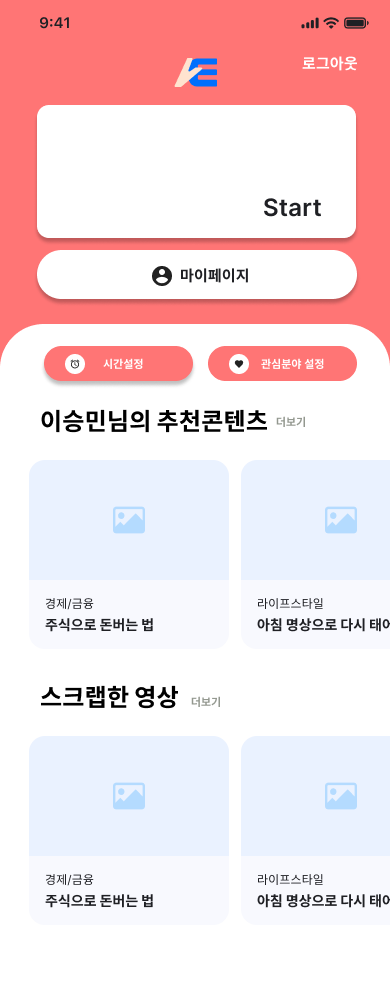 9:41
로그아웃
Start
마이페이지
시간설정
관심분야 설정
이승민님의 추천콘텐츠 더보기
경제/금융
주식으로 돈버는 법
라이프스타일
아침 명상으로 다시 태어
스크랩한 영상 더보기
경제/금융
주식으로 돈버는 법
라이프스타일
아침 명상으로 다시 태어